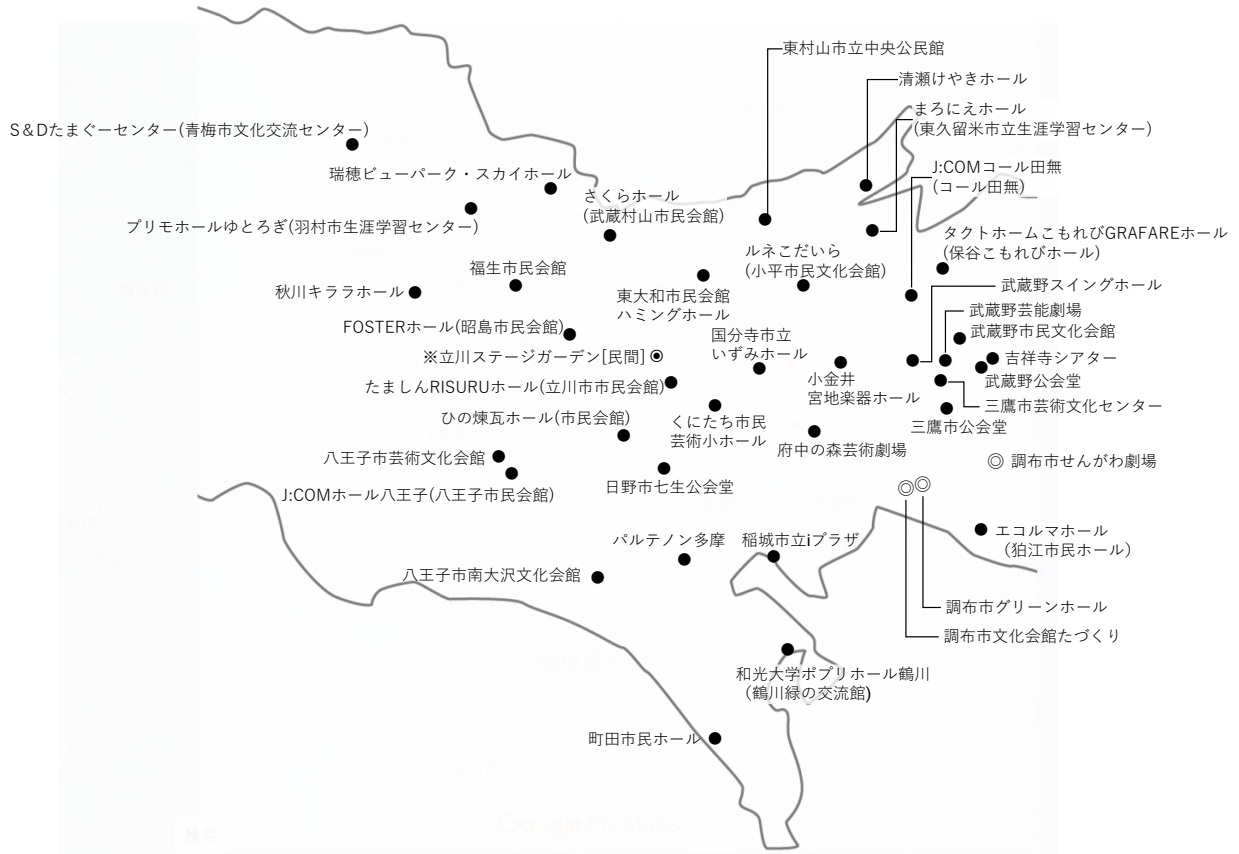 東村山市立中央公民館
清瀬けやきホール
まろにえホール
(東久留米市立生涯学習センター)
S&Dたまぐーセンター(青梅市文化交流センター)
J:COMコール田無
(コール田無)
瑞穂ビューパーク・スカイホール
さくらホール
(武蔵村山市民会館)
プリモホールゆとろぎ(羽村市生涯学習センター)
タクトホームこもれびGRAFAREホール
(保谷こもれびホール)
ルネこだいら
(小平市民文化会館)
福生市民会館
秋川キララホール
東大和市民会館
ハミングホール
武蔵野スイングホール
武蔵野芸能劇場
FOSTERホール(昭島市民会館)
国分寺市立
いずみホール
武蔵野市民文化会館
※立川ステージガーデン[民間]
吉祥寺シアター
たましんRISURUホール(立川市市民会館)
小金井
宮地楽器ホール
武蔵野公会堂
三鷹市芸術文化センター
ひの煉瓦ホール(市民会館)
くにたち市民
芸術小ホール
三鷹市公会堂
府中の森芸術劇場
八王子市芸術文化会館
調布市せんがわ劇場
J:COMホール八王子(八王子市民会館)
日野市七生公会堂
エコルマホール
(狛江市民ホール)
パルテノン多摩
稲城市立iプラザ
八王子市南大沢文化会館
調布市グリーンホール
調布市文化会館たづくり
和光大学ポプリホール鶴川
(鶴川緑の交流館)
町田市民ホール
Google My Maps